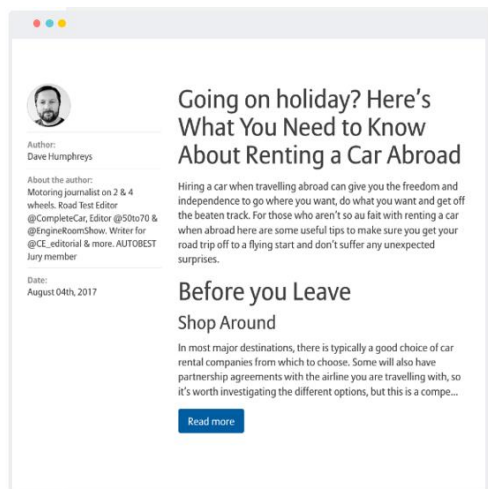 Author:
Dave Humphreys
About the author:
Motoring journalist on 2 & 4
wheels. Road Test Editor
@CompleteCar, Editor @50to70 &
@EngineRoomShow. Writer for
@CE_editorial & more. AUTOBEST
Jury member
Date:
August 04th, 2017
Going on holiday? Here's
What You Need to Know
About Renting a Car Abroad
Hiring a car when travelling abroad can give you the freedom and
independence to go where you want, do what you want and get off
the beaten track. For those who aren't so au fait with renting a car
when abroad here are some useful tips to make sure you get your
road trip off to a flying start and don't suffer any unexpected
surprises.
Before you Leave
Shop Around
In most major destinations, there is typically a good choice of car
rental companies from which to choose. Some will also have
partnership agreements with the airline you are travelling with, so
it's worth investigating the different options, but this is a compe...
Read more